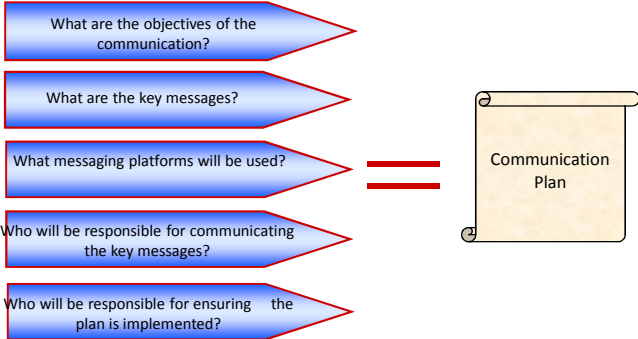 What are the objectives of the
communication?
What are the key messages?
What messaging platforms will be used?
Who will be responsible for communicating
the key messages?
Who will be responsible for ensuring the
plan is implemented?
Communication
Plan